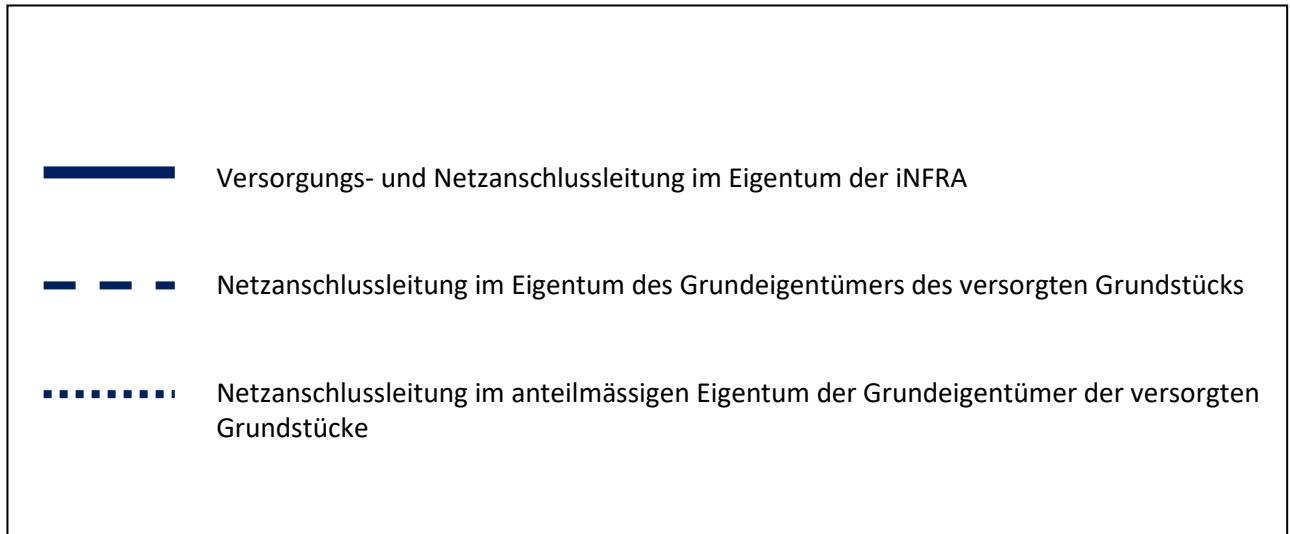 Versorgungs- und Netzanschlussleitung im Eigentum der iNFRA
Netzanschlussleitung im Eigentum des Grundeigentümers des versorgten Grundstücks
Netzanschlussleitung im anteilmässigen Eigentum der Grundeigentümer der versorgten
Grundstücke